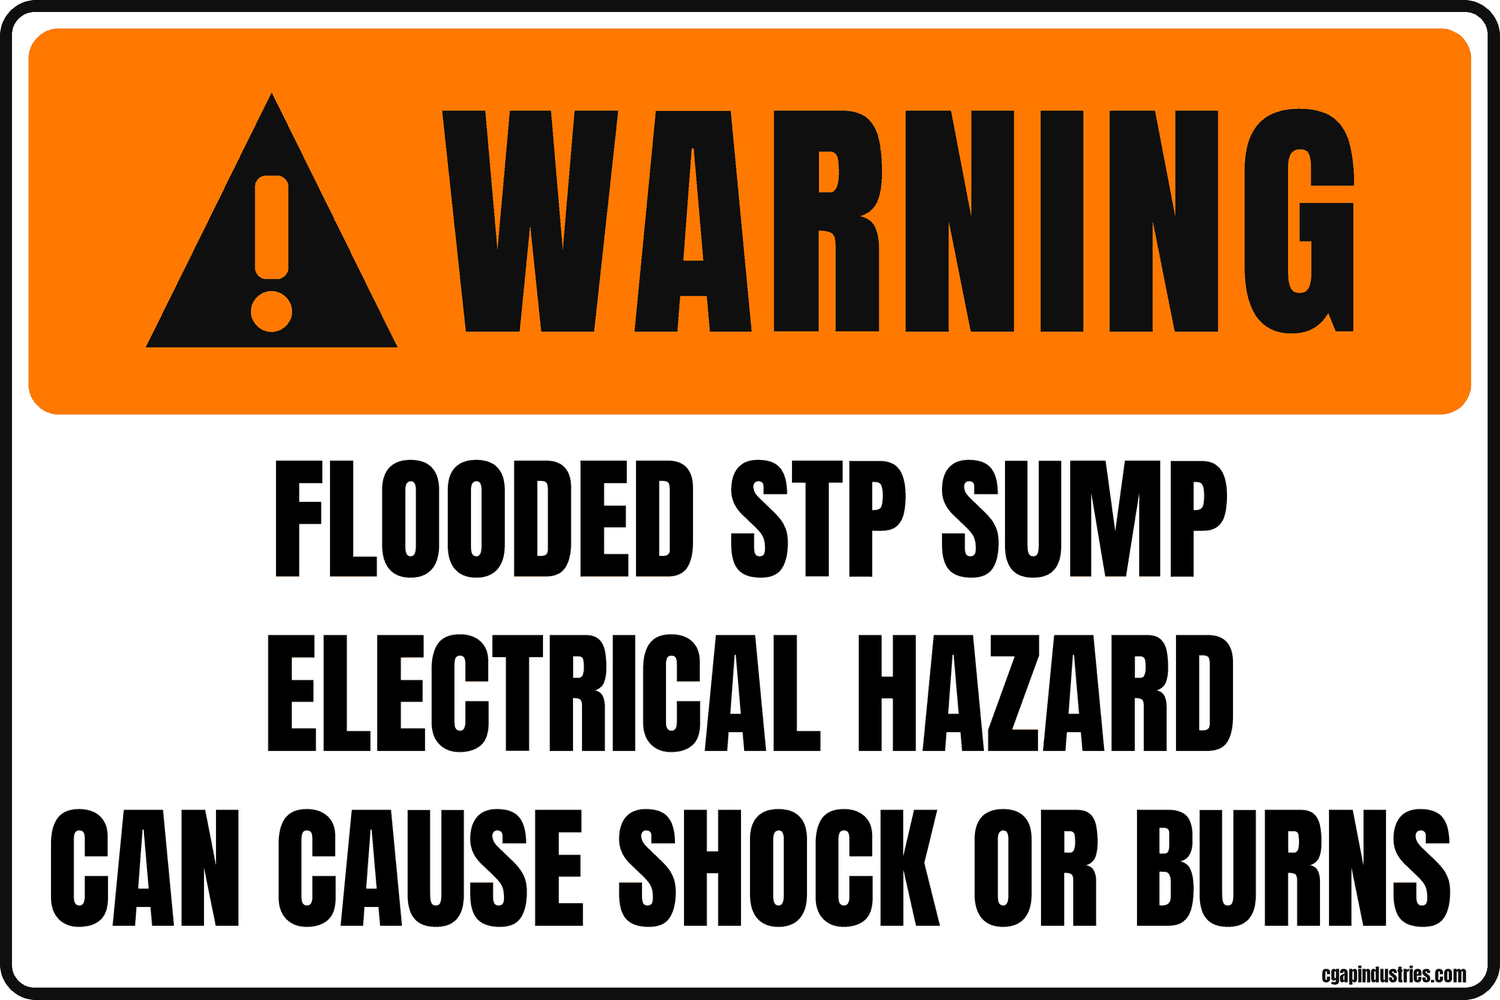 WARNING
FLOODED STP SUMP
ELECTRICAL HAZARD
CAN CAUSE SHOCK OR BURNS
cgapindustries.com